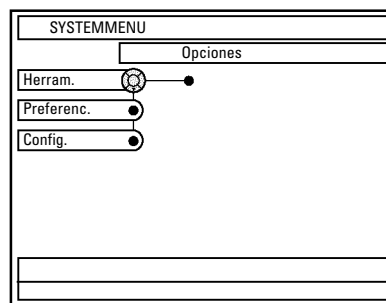 SYSTEMMENU
Opciones
Herram.
Preferenc.
Config.